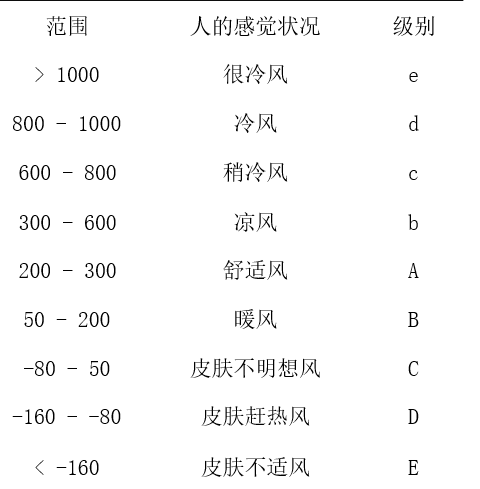 范围 人的感觉状况 级别
> 1000 很冷风 e
800 - 1000 冷风 d
600 - 800 稍冷风 c
300 - 600 凉风 b
200 - 300 舒适风 A
50 - 200 暖风 B
-80 - 50 皮肤不明想风 C
-160 - -80 皮肤赶热风 D
< -160 皮肤不适风 E